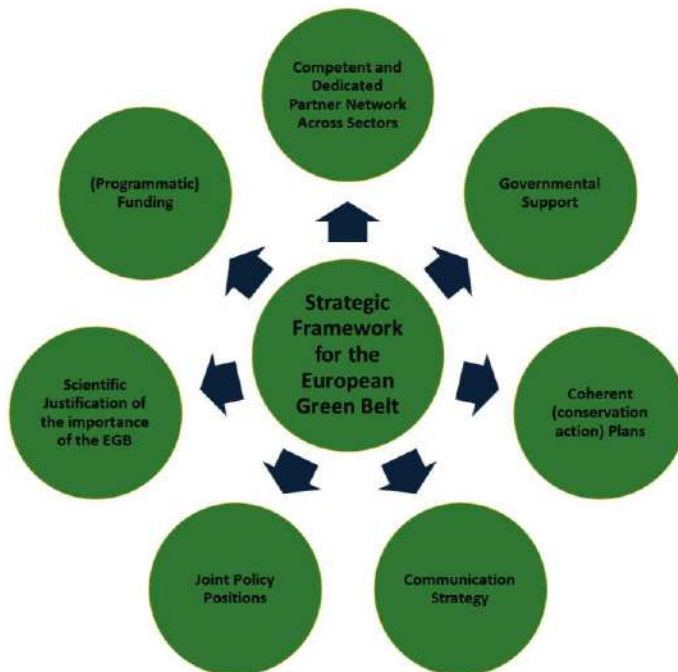 Competent and
Dedicated
Partner Network
Across Sectors
(Programmatic)
Funding
Governmental
Support
Strategic
Framework
for the
European
Green Belt
Scientific
Justification of
the importance
of the EGB
Coherent
(conservation
action) Plans
Joint Policy
Positions
Communication
Strategy